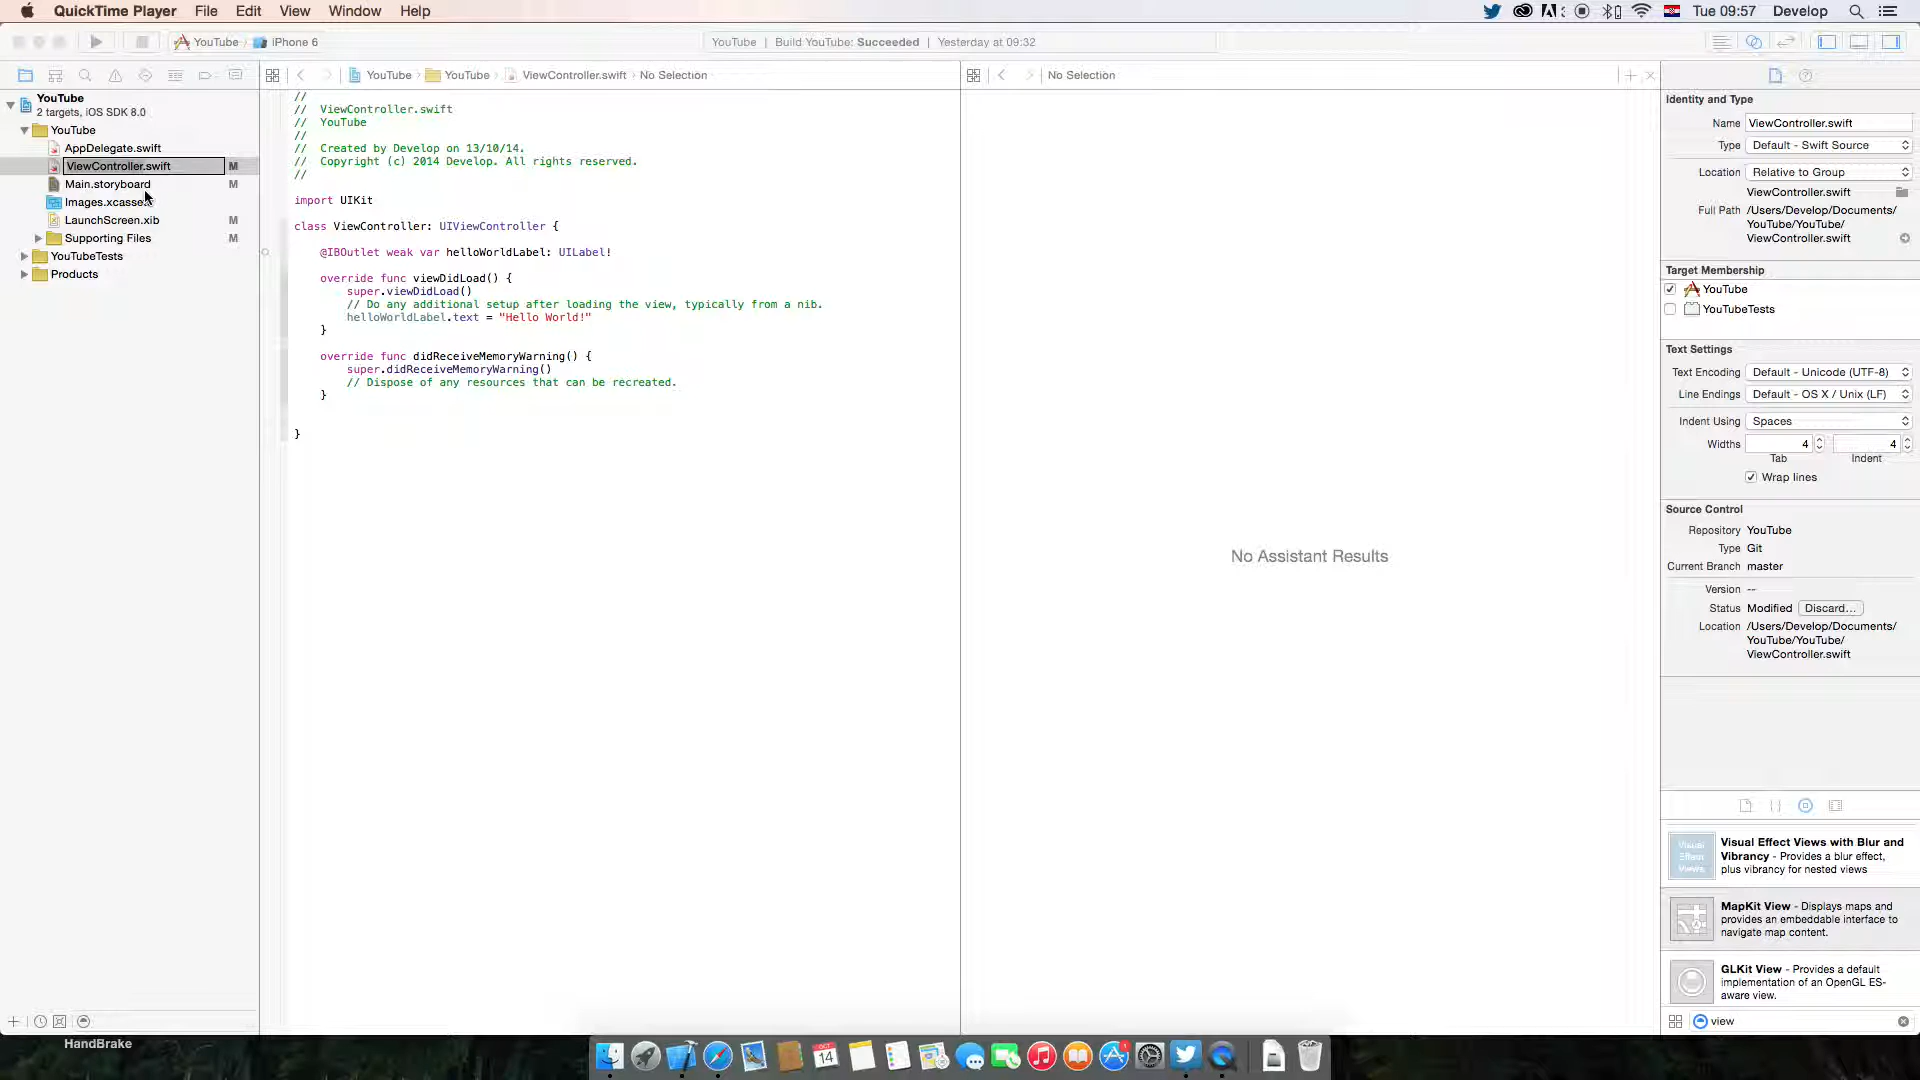 QuickTime Player File Edit View Window Help Tue 09:57 Develop
YouTube iPhone 6 YouTube | Build YouTube: Succeeded | Yesterday at 09:32
YouTube YouTube ViewController.swift No Selection
No Selection
YouTube
2 targets, iOS SDK 8.0
YouTube
AppDelegate.swift
ViewController.swift M
Main.storyboard M
Images.xcasse
LaunchScreen.xib M
Supporting Files M
YouTubeTests
Products
//
// ViewController.swift
// YouTube
//
// Created by Develop on 13/10/14.
// Copyright (c) 2014 Develop. All rights reserved.
//
import UIKit
class ViewController: UIViewController {
@IBOutlet weak var helloWorldLabel: UILabel!
override func viewDidLoad() {
super.viewDidLoad()
// Do any additional setup after loading the view, typically from a nib.
helloWorldLabel.text = "Hello World!"
}
override func didReceiveMemoryWarning() {
super.didReceiveMemoryWarning()
// Dispose of any resources that can be recreated.
}
}
No Assistant Results
Identity and Type
Name ViewController.swift
Type Default - Swift Source
Location Relative to Group
ViewController.swift
Full Path /Users/Develop/Documents/
YouTube/YouTube/
ViewController.swift
Target Membership
YouTube
YouTubeTests
Text Settings
Text Encoding Default - Unicode (UTF-8)
Line Endings Default - OS X / Unix (LF)
Indent Using Spaces
Widths 4 4
Tab Indent
Wrap lines
Source Control
Repository YouTube
Type Git
Current Branch master
Version --
Status Modified Discard...
Location /Users/Develop/Documents/
YouTube/YouTube/
ViewController.swift
Visual
Effect
Views
Visual Effect Views with Blur and
Vibrancy - Provides a blur effect,
plus vibrancy for nested views
MapKit View - Displays maps and
provides an embeddable interface to
navigate map content.
GLKit View - Provides a default
implementation of an OpenGL ES-
aware view.
view
HandBrake
OCT
14
1